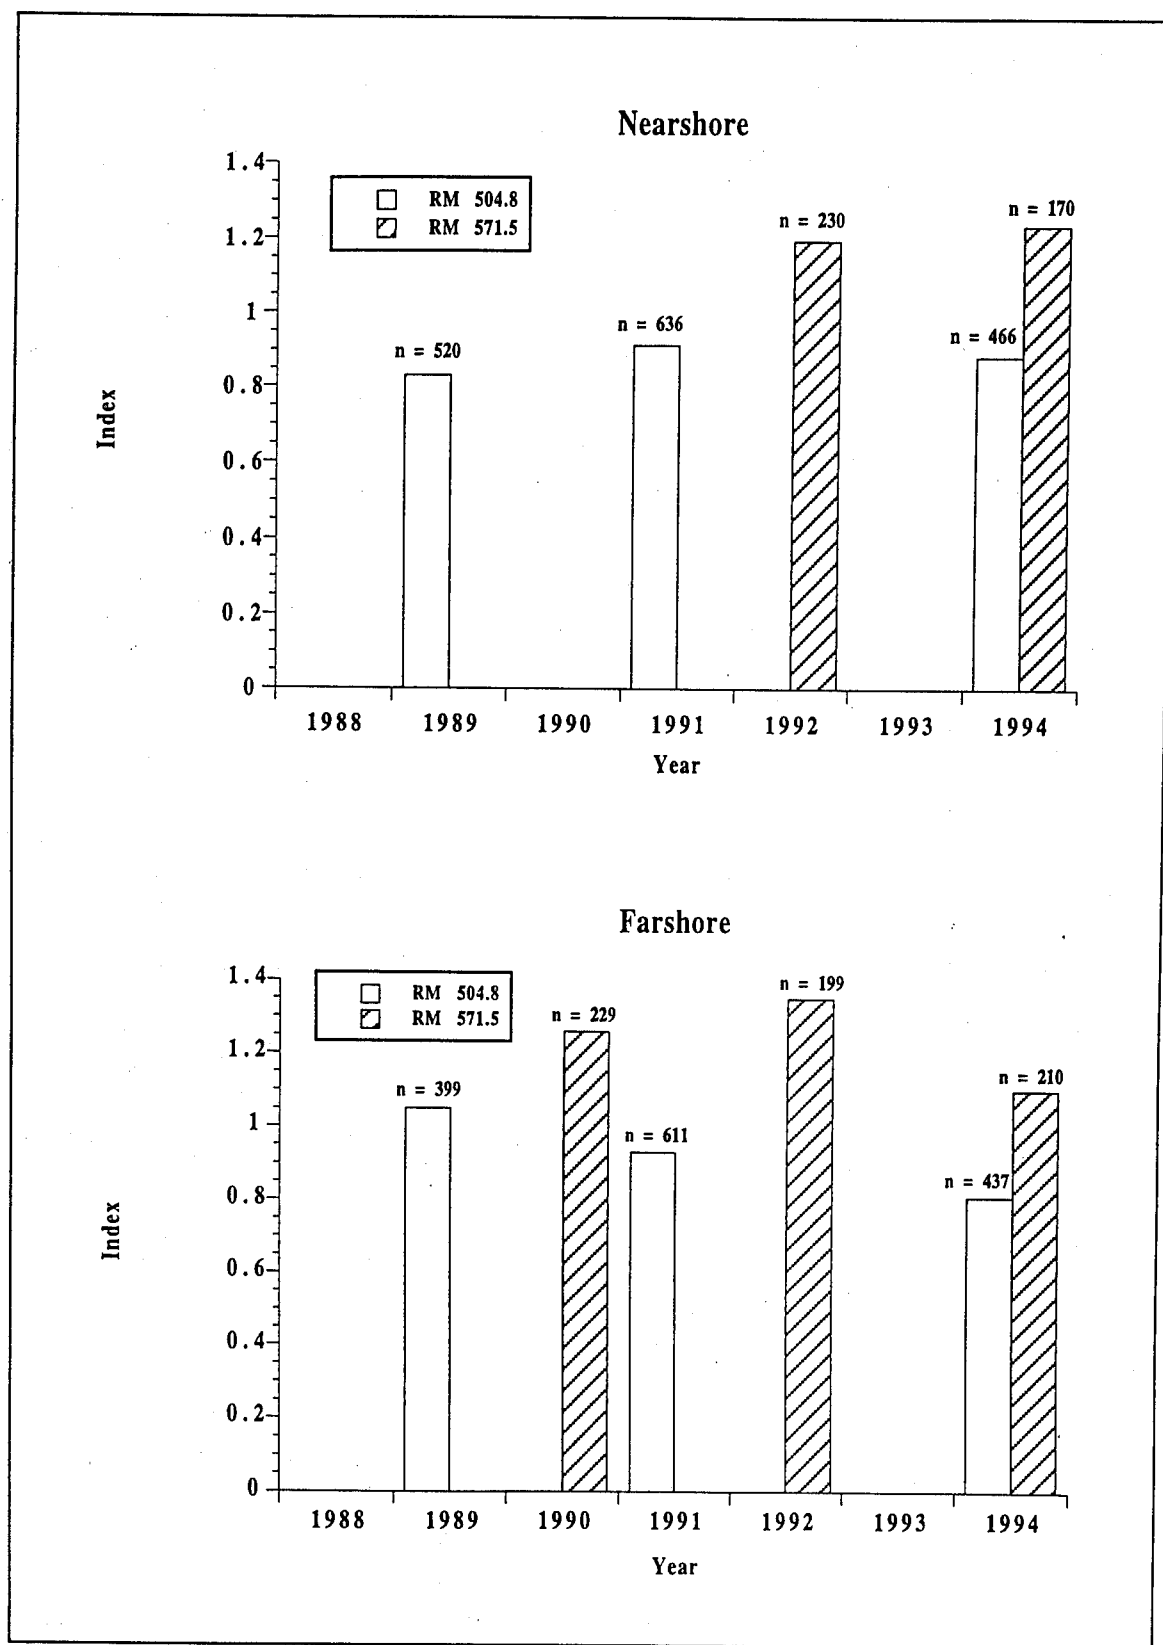 Nearshore
1.4
1.2
1
0.8
0.6
0.4
0.2
0
Index
RM 504.8
RM 571.5
n = 520
n = 636
n = 230
n = 466
n = 170
1988 1989 1990 1991 1992 1993 1994
Year
Farshore
1.4
1.2
1
0.8
0.6
0.4
0.2
0
Index
RM 504.8
RM 571.5
n = 399
n = 229
n = 611
n = 199
n = 437
n = 210
1988 1989 1990 1991 1992 1993 1994
Year